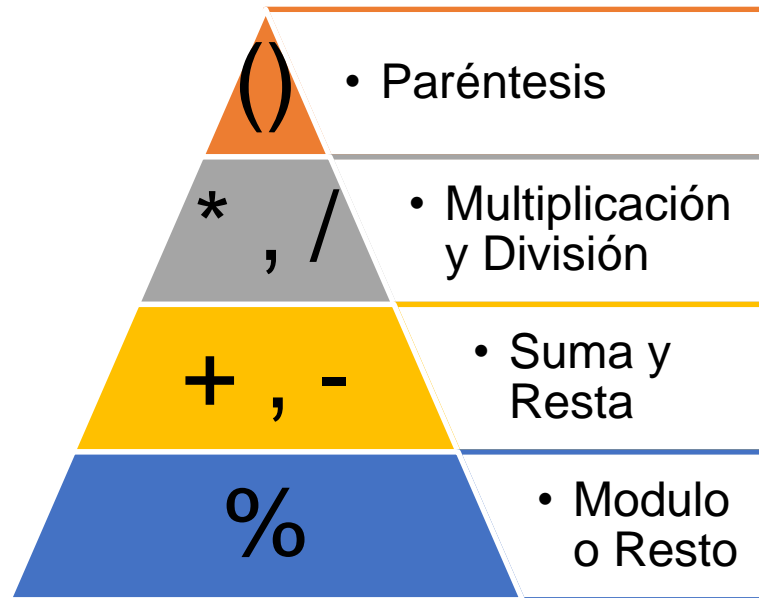 ()
• Paréntesis
* , /
• Multiplicación
y División
+ , -
• Suma y
Resta
%
• Modulo
o Resto